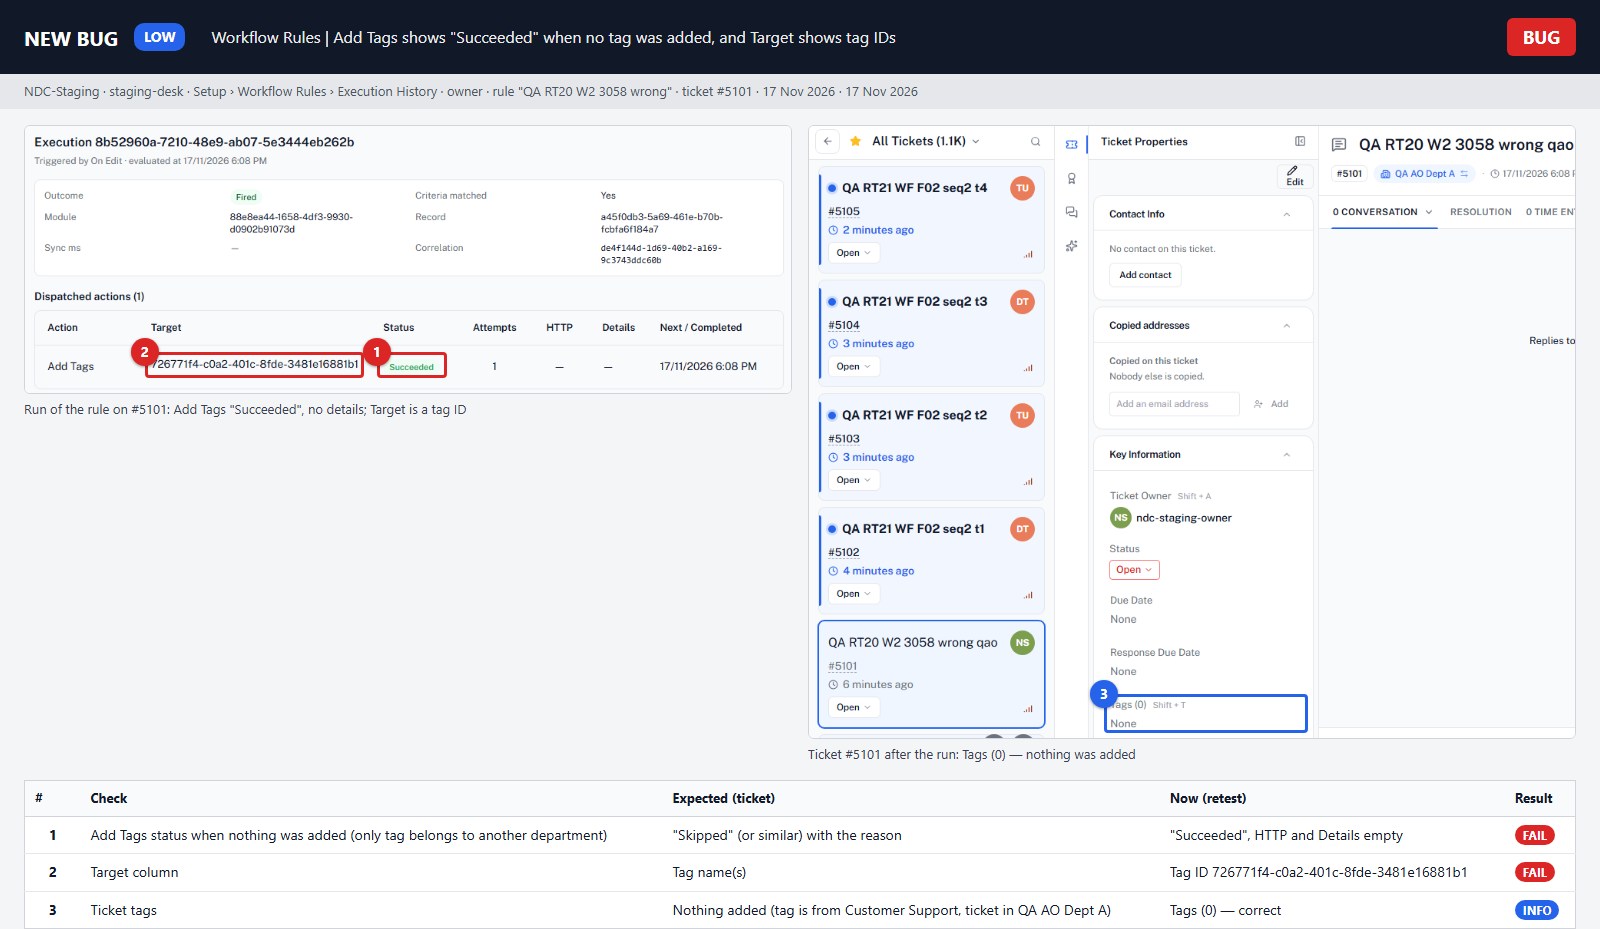 NEW BUG LOW Workflow Rules | Add Tags shows "Succeeded" when no tag was added, and Target shows tag IDs BUG
NDC-Staging · staging-desk · Setup › Workflow Rules › Execution History · owner · rule "QA RT20 W2 3058 wrong" · ticket #5101 · 17 Nov 2026 · 17 Nov 2026
Execution 8b52960a-7210-48e9-ab07-5e3444eb262b
Triggered by On Edit · evaluated at 17/11/2026 6:08 PM
Outcome Fired Criteria matched Yes
Module 88e8ea44-1658-4df3-9930-d0902b91073d Record a45f0db3-5a69-461e-b70b-fcbfa6f184a7
Sync ms — Correlation de4f144d-1d69-40b2-a169-9c3743ddc60b
Dispatched actions (1)
Action Target Status Attempts HTTP Details Next / Completed
2 1
Add Tags 726771f4-c0a2-401c-8fde-3481e16881b1 Succeeded 1 — — 17/11/2026 6:08 PM
Run of the rule on #5101: Add Tags "Succeeded", no details; Target is a tag ID
All Tickets (1.1K)
QA RT21 WF F02 seq2 t4 TU
#5105
2 minutes ago
Open
QA RT21 WF F02 seq2 t3 DT
#5104
3 minutes ago
Open
QA RT21 WF F02 seq2 t2 TU
#5103
3 minutes ago
Open
QA RT21 WF F02 seq2 t1 DT
#5102
4 minutes ago
Open
QA RT20 W2 3058 wrong qao NS
#5101
6 minutes ago
Open
Ticket Properties
Edit
Contact Info
No contact on this ticket.
Add contact
Copied addresses
Copied on this ticket
Nobody else is copied.
Add an email address Add
Key Information
Ticket Owner Shift + A
NS ndc-staging-owner
Status
Open
Due Date
None
Response Due Date
None
3
Tags (0) Shift + T
None
QA RT20 W2 3058 wrong qao
#5101 QA AO Dept A · 17/11/2026 6:08 P
0 CONVERSATION RESOLUTION 0 TIME EN
Replies to
Ticket #5101 after the run: Tags (0) — nothing was added
# Check Expected (ticket) Now (retest) Result
1 Add Tags status when nothing was added (only tag belongs to another department) "Skipped" (or similar) with the reason "Succeeded", HTTP and Details empty FAIL
2 Target column Tag name(s) Tag ID 726771f4-c0a2-401c-8fde-3481e16881b1 FAIL
3 Ticket tags Nothing added (tag is from Customer Support, ticket in QA AO Dept A) Tags (0) — correct INFO